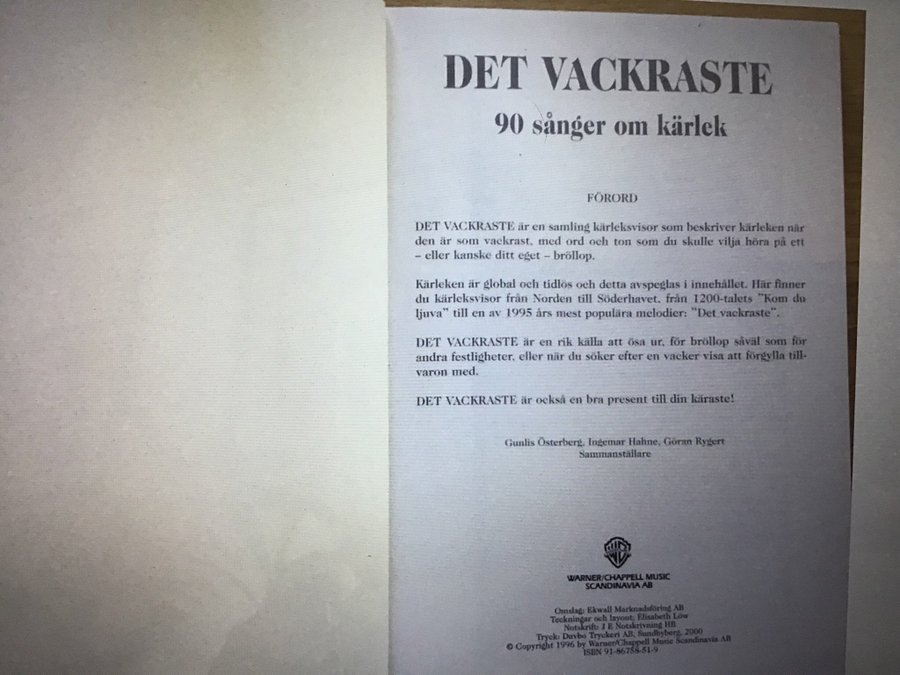 DET VACKRASTE
90 sånger om kärlek
FÖRORD
DET VACKRASTE är en samling kärleksvisor som beskriver kärleken när
den är som vackrast, med ord och ton som du skulle vilja höra på ett
– eller kanske ditt eget – bröllop.
Kärleken är global och tidlös och detta avspeglas i innehållet. Här finner
du kärleksvisor från Norden till Söderhavet, från 1200-talets "Kom du
ljuva" till en av 1995 års mest populära melodier: "Det vackraste".
DET VACKRASTE är en rik källa att ösa ur, för bröllop såväl som för
andra festligheter, eller när du söker efter en vacker visa att förgylla till-
varon med.
DET VACKRASTE är också en bra present till din käraste!
Gunlis Österberg, Ingemar Hahne, Göran Rygert
Sammanställare
WARNER/CHAPPELL MUSIC
SCANDINAVIA AB
Omslag: Ekwall Marknadsföring AB
Teckningar och layout: Elisabeth Löw
Notskrift: J E Notskrivning HB
Tryck: Davbo Tryckeri AB, Sundbyberg, 2000
© Copyright 1996 by Warner/Chappell Music Scandinavia AB
ISBN 91-86758-51-9